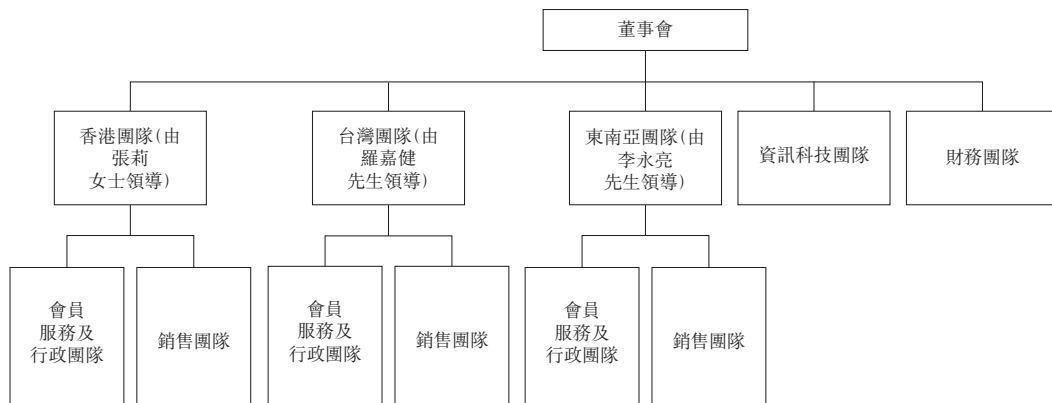 董事會
香港團隊(由
張莉
女士領導)
台灣團隊(由
羅嘉健
先生領導)
東南亞團隊(由
李永亮
先生領導)
資訊科技團隊
財務團隊
會員
服務及
行政團隊
銷售團隊
會員
服務及
行政團隊
銷售團隊
會員
服務及
行政團隊
銷售團隊